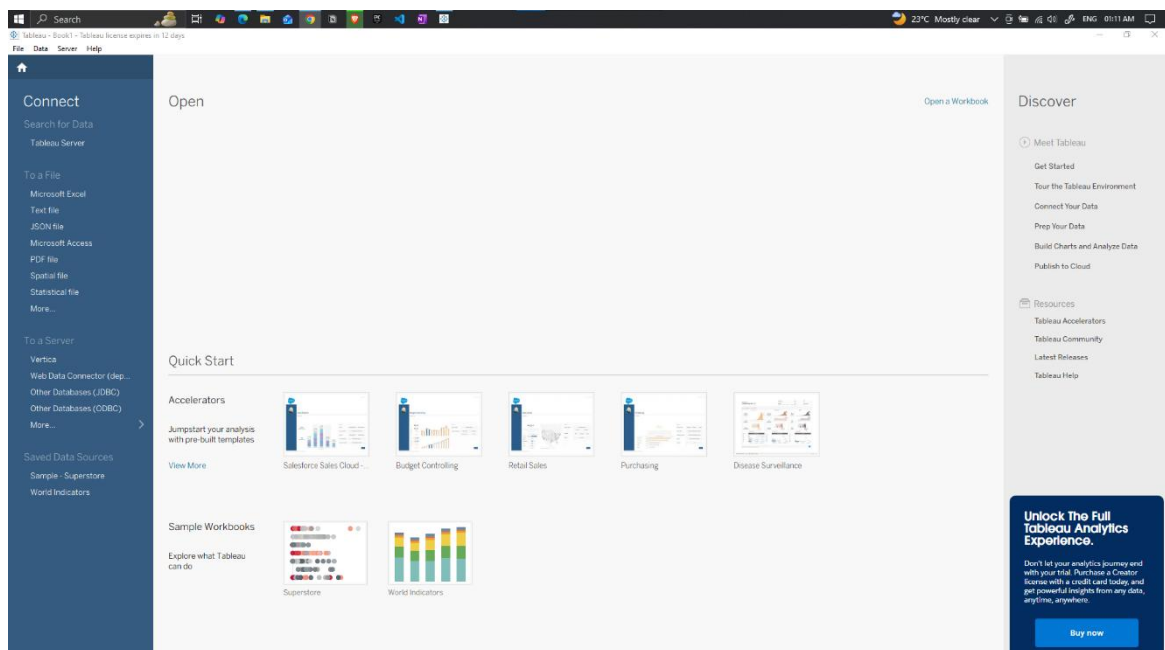 Search
23°C Mostly clear
ENG 01:11 AM
Tableau - Book1 - Tableau license expires in 12 days
File Data Server Help
Connect
Search for Data
Tableau Server
To a File
Microsoft Excel
Text file
JSON file
Microsoft Access
PDF file
Spatial file
Statistical file
More...
To a Server
Vertica
Web Data Connector (dep...
Other Databases (JDBC)
Other Databases (ODBC)
More...
Saved Data Sources
Sample - Superstore
World Indicators
Open
Open a Workbook
Quick Start
Accelerators
Jumpstart your analysis
with pre-built templates
View More
Salesforce Sales Cloud -...
Budget Controlling
Retail Sales
Purchasing
Disease Surveillance
Sample Workbooks
Explore what Tableau
can do
Superstore
World Indicators
Discover
Meet Tableau
Get Started
Tour the Tableau Environment
Connect Your Data
Prep Your Data
Build Charts and Analyze Data
Publish to Cloud
Resources
Tableau Accelerators
Tableau Community
Latest Releases
Tableau Help
Unlock The Full
Tableau Analytics
Experience.
Don't let your analytics journey end
with your trial. Purchase a Creator
license with a credit card today, and
get powerful insights from any data,
anytime, anywhere.
Buy now